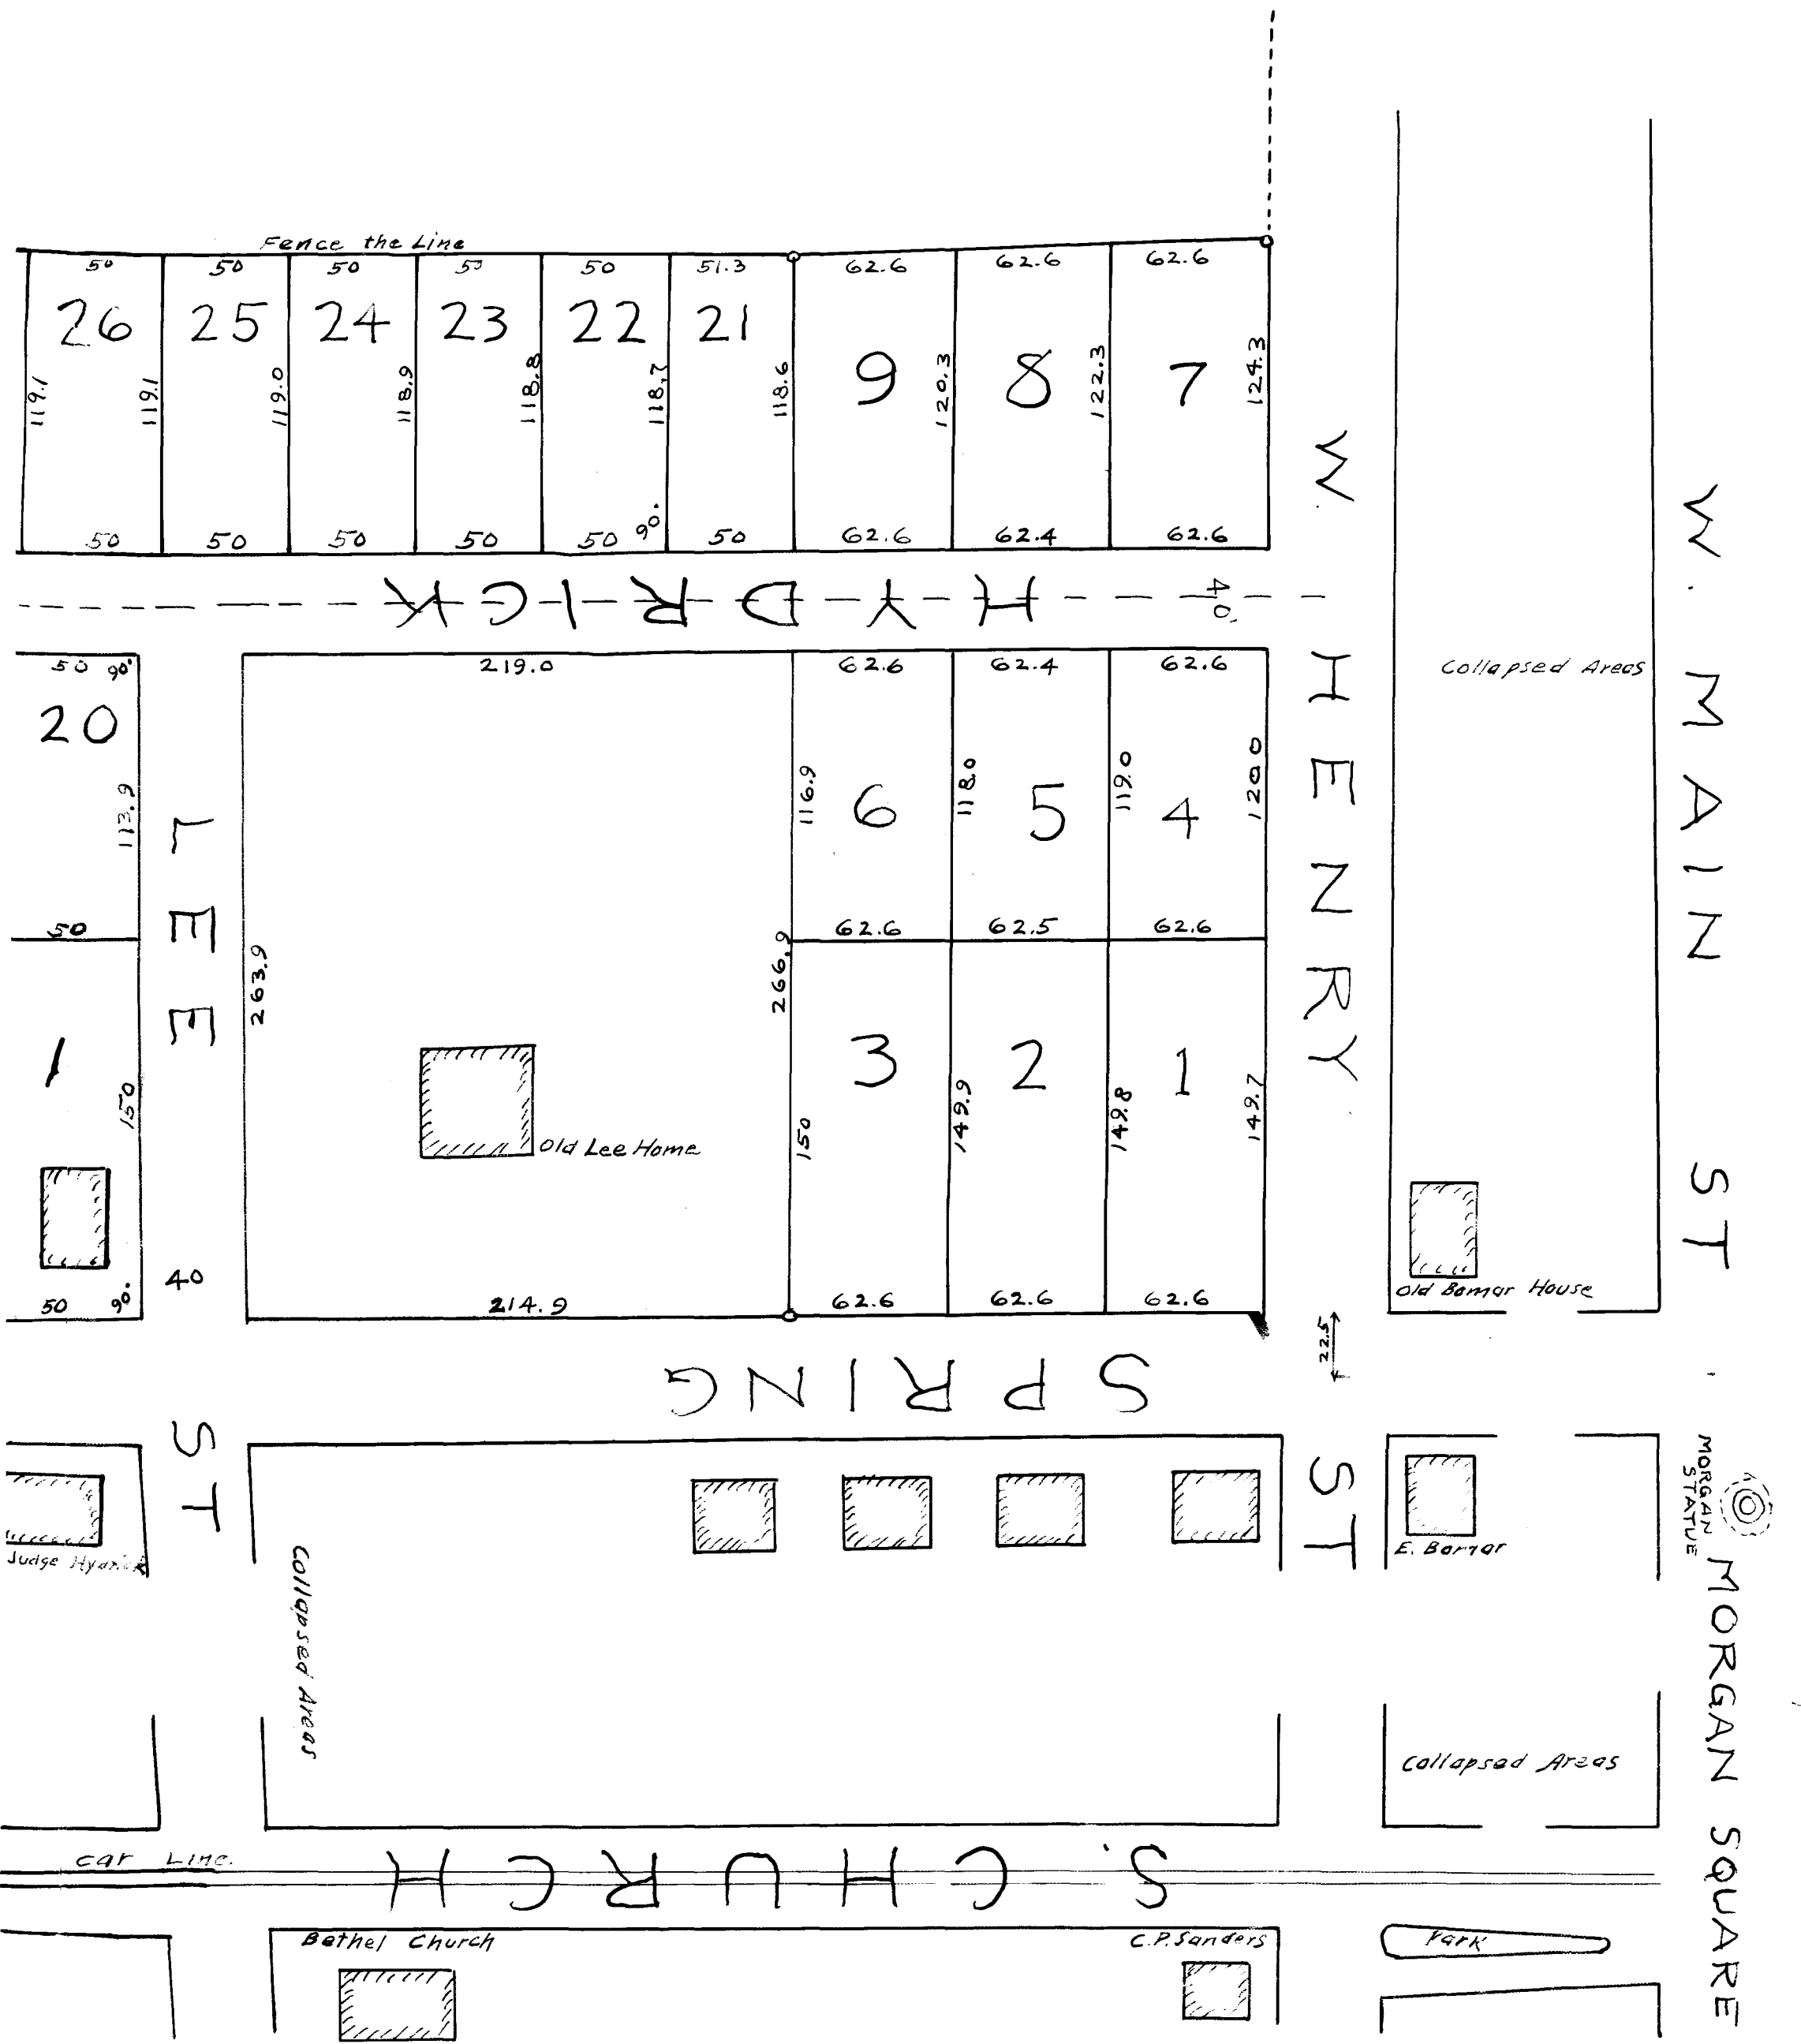 Fence the Line
50 50 50 50 50 51.3 62.6 62.6 62.6
26 25 24 23 22 21 9 8 7
119.1 119.1 119.0 118.9 118.8 118.7 118.6 120.3 122.3 124.3
50 50 50 50 50 90° 50 62.6 62.4 62.6
HYDRICK
40'
50 90° 219.0 62.6 62.4 62.6
20 6 5 4
113.9 116.9 118.0 119.0 120.0
50 62.6 62.5 62.6
263.9 266.9
1 3 2 1
150 150 149.9 149.8 149.7
Old Lee Home
40
50 90° 214.9 62.6 62.6 62.6
LEE ST
W. HENRY ST
W. MAIN ST
Collapsed Areas
Old Bomar House
22.5
SPRING
Judge Hydrick
Collapsed Areas
E. Bomar
MORGAN
STATUE
MORGAN SQUARE
Collapsed Areas
Car Line.
S. CHURCH
Bethel Church
C.P. Sanders
Park